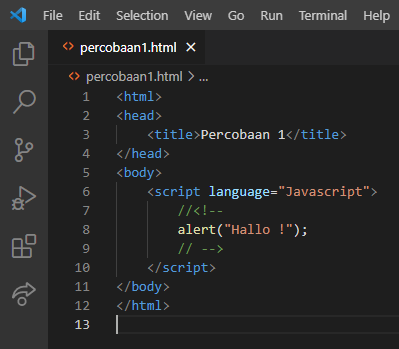 File Edit Selection View Go Run Terminal Help
percobaan1.html
percobaan1.html > ...
1 <html>
2 <head>
3 <title>Percobaan 1</title>
4 </head>
5 <body>
6 <script language="Javascript">
7 //<!--
8 alert("Hallo !");
9 // -->
10 </script>
11 </body>
12 </html>
13